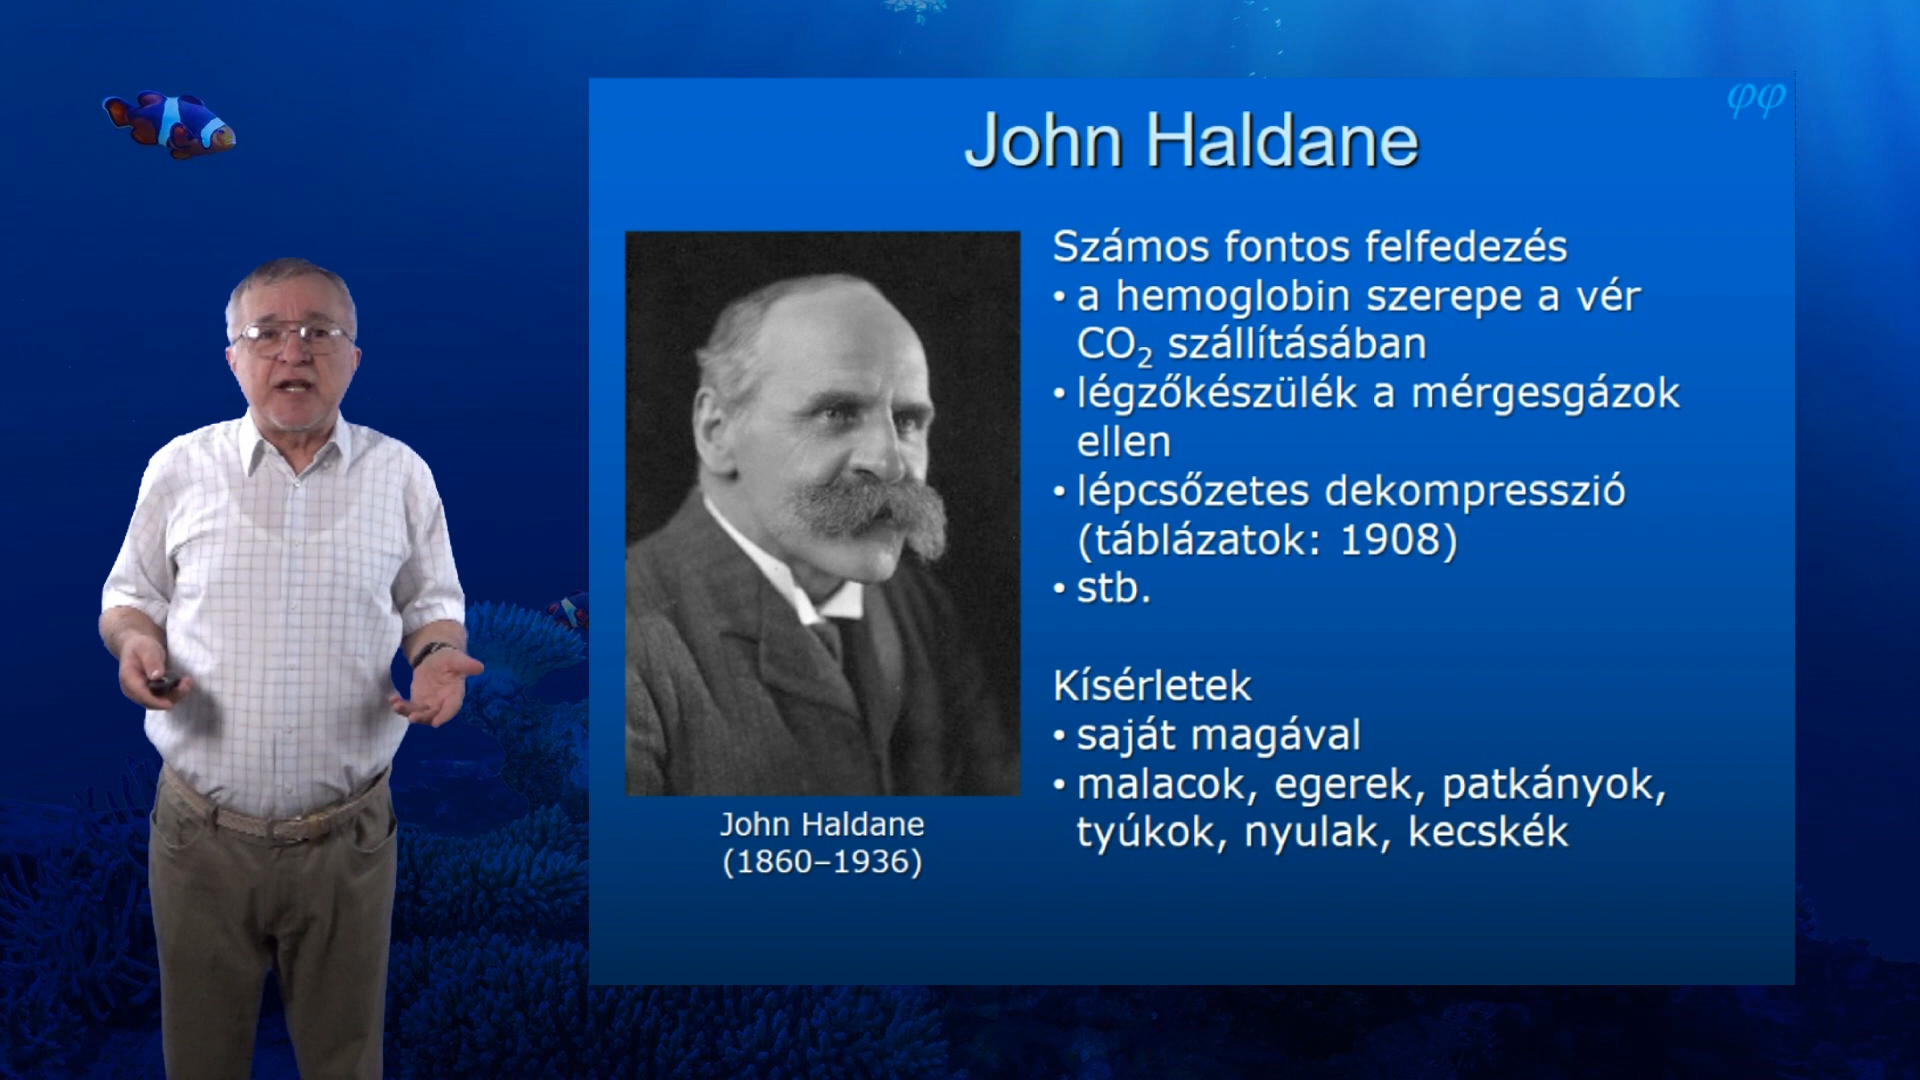 φφ
John Haldane
Számos fontos felfedezés
• a hemoglobin szerepe a vér
CO₂ szállításában
• légzőkészülék a mérgesgázok
ellen
• lépcsőzetes dekompresszió
(táblázatok: 1908)
• stb.
Kísérletek
• saját magával
• malacok, egerek, patkányok,
tyúkok, nyulak, kecskék
John Haldane
(1860–1936)